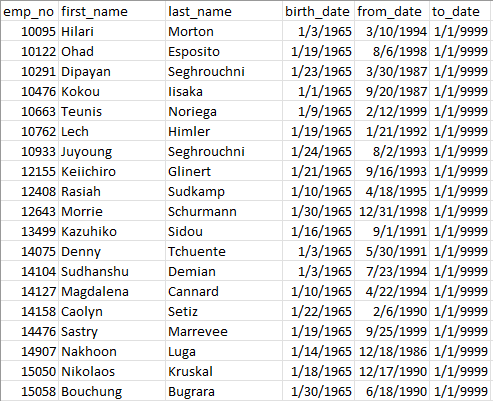 emp_no first_name last_name birth_date from_date to_date
10095 Hilari Morton 1/3/1965 3/10/1994 1/1/9999
10122 Ohad Esposito 1/19/1965 8/6/1998 1/1/9999
10291 Dipayan Seghrouchni 1/23/1965 3/30/1987 1/1/9999
10476 Kokou Iisaka 1/1/1965 9/20/1987 1/1/9999
10663 Teunis Noriega 1/9/1965 2/12/1999 1/1/9999
10762 Lech Himler 1/19/1965 1/21/1992 1/1/9999
10933 Juyoung Seghrouchni 1/24/1965 8/2/1993 1/1/9999
12155 Keiichiro Glinert 1/21/1965 9/16/1993 1/1/9999
12408 Rasiah Sudkamp 1/10/1965 4/18/1995 1/1/9999
12643 Morrie Schurmann 1/30/1965 12/31/1998 1/1/9999
13499 Kazuhiko Sidou 1/16/1965 9/1/1991 1/1/9999
14075 Denny Tchuente 1/3/1965 5/30/1991 1/1/9999
14104 Sudhanshu Demian 1/3/1965 7/23/1994 1/1/9999
14127 Magdalena Cannard 1/10/1965 4/22/1994 1/1/9999
14158 Caolyn Setiz 1/22/1965 2/6/1990 1/1/9999
14476 Sastry Marrevee 1/19/1965 9/25/1999 1/1/9999
14907 Nakhoon Luga 1/14/1965 12/18/1986 1/1/9999
15050 Nikolaos Kruskal 1/18/1965 12/17/1990 1/1/9999
15058 Bouchung Bugrara 1/30/1965 6/18/1990 1/1/9999